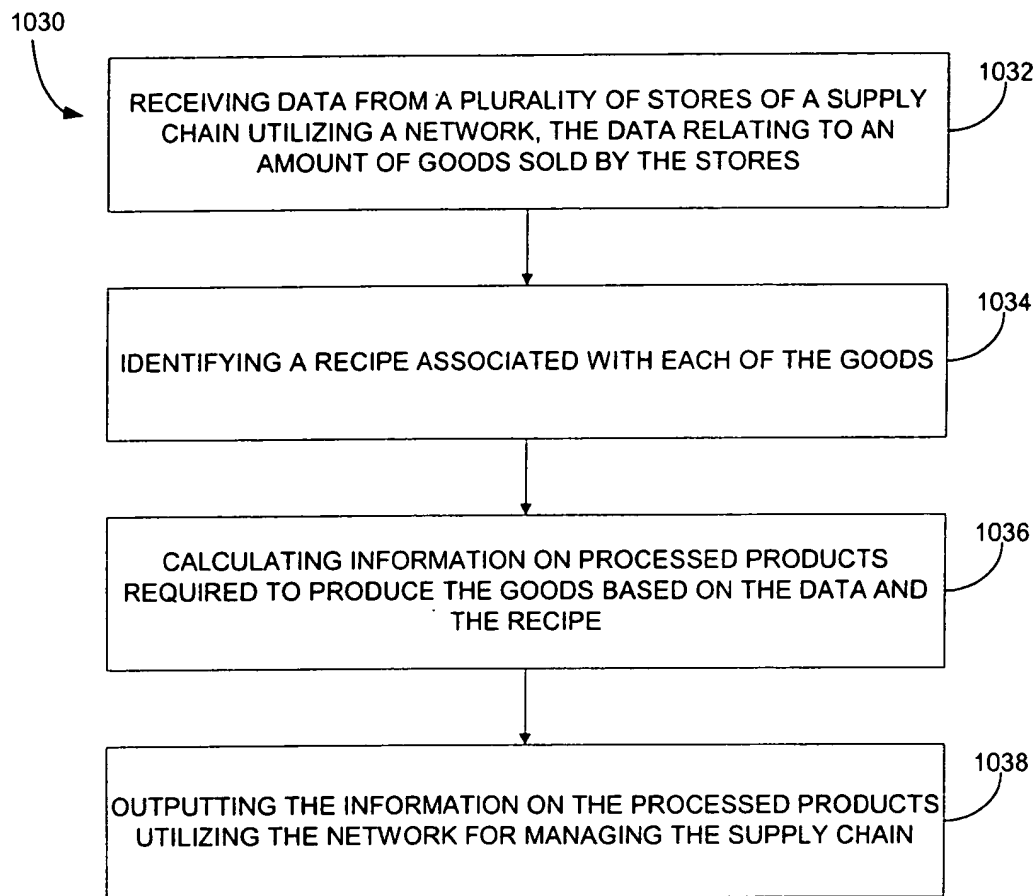 1030
1032
RECEIVING DATA FROM A PLURALITY OF STORES OF A SUPPLY
CHAIN UTILIZING A NETWORK, THE DATA RELATING TO AN
AMOUNT OF GOODS SOLD BY THE STORES
1034
IDENTIFYING A RECIPE ASSOCIATED WITH EACH OF THE GOODS
1036
CALCULATING INFORMATION ON PROCESSED PRODUCTS
REQUIRED TO PRODUCE THE GOODS BASED ON THE DATA AND
THE RECIPE
1038
OUTPUTTING THE INFORMATION ON THE PROCESSED PRODUCTS
UTILIZING THE NETWORK FOR MANAGING THE SUPPLY CHAIN